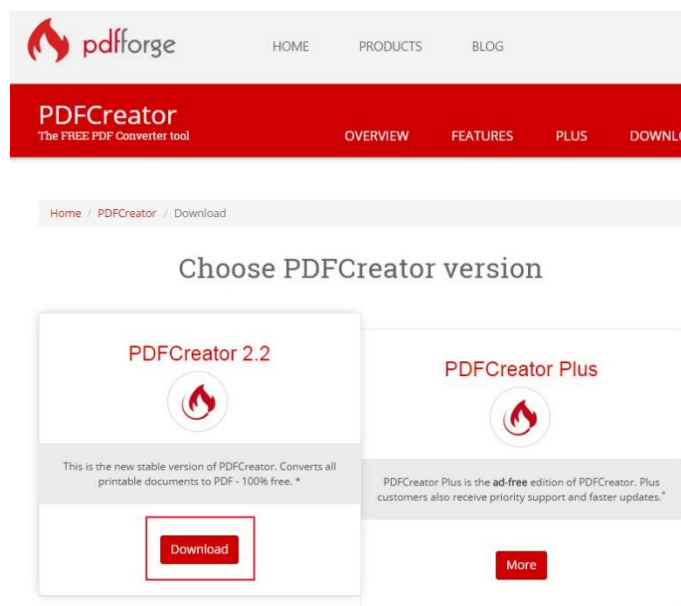 pdfforge
HOME PRODUCTS BLOG
PDFCreator
The FREE PDF Converter tool
OVERVIEW FEATURES PLUS DOWNLO
Home / PDFCreator / Download
Choose PDFCreator version
PDFCreator 2.2
This is the new stable version of PDFCreator. Converts all
printable documents to PDF - 100% free. *
Download
PDFCreator Plus
PDFCreator Plus is the ad-free edition of PDFCreator. Plus
customers also receive priority support and faster updates.*
More